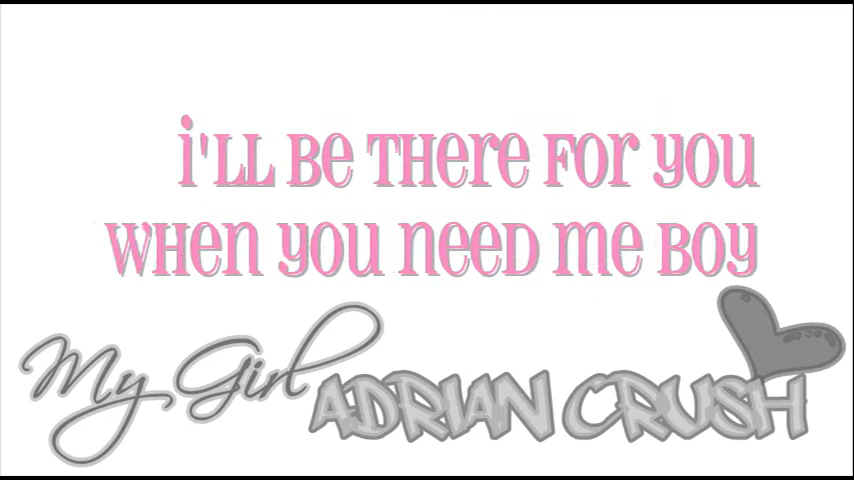 I'LL BE THERE FOR YOU
WHEN YOU NEED ME BOY
My Girl ADRIAN CRUSH